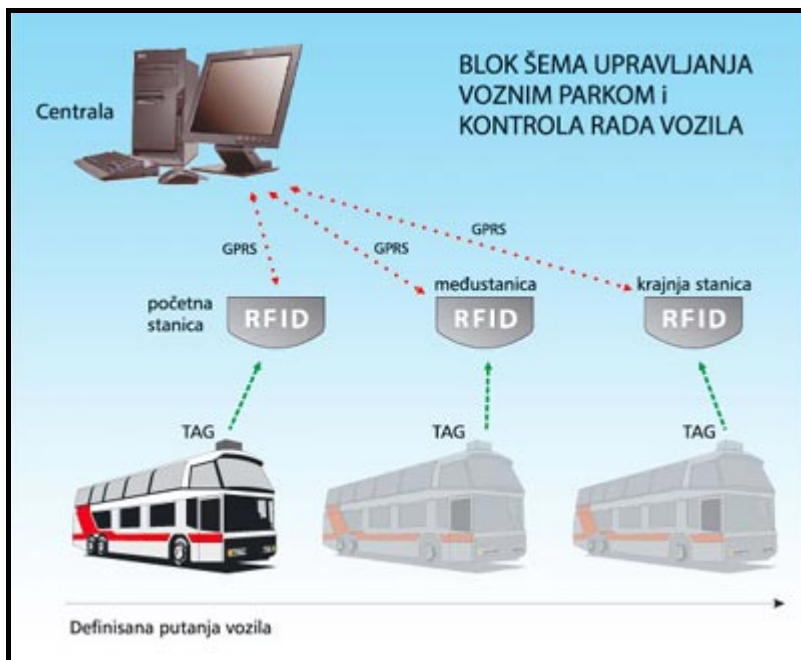 BLOK ŠEMA UPRAVLJANJA
VOZNIM PARKOM i
KONTROLA RADA VOZILA
Centrala
GPRS
GPRS
GPRS
početna
stanica
RFID
međustanica
RFID
krajnja stanica
RFID
TAG
TAG
TAG
Definisana putanja vozila